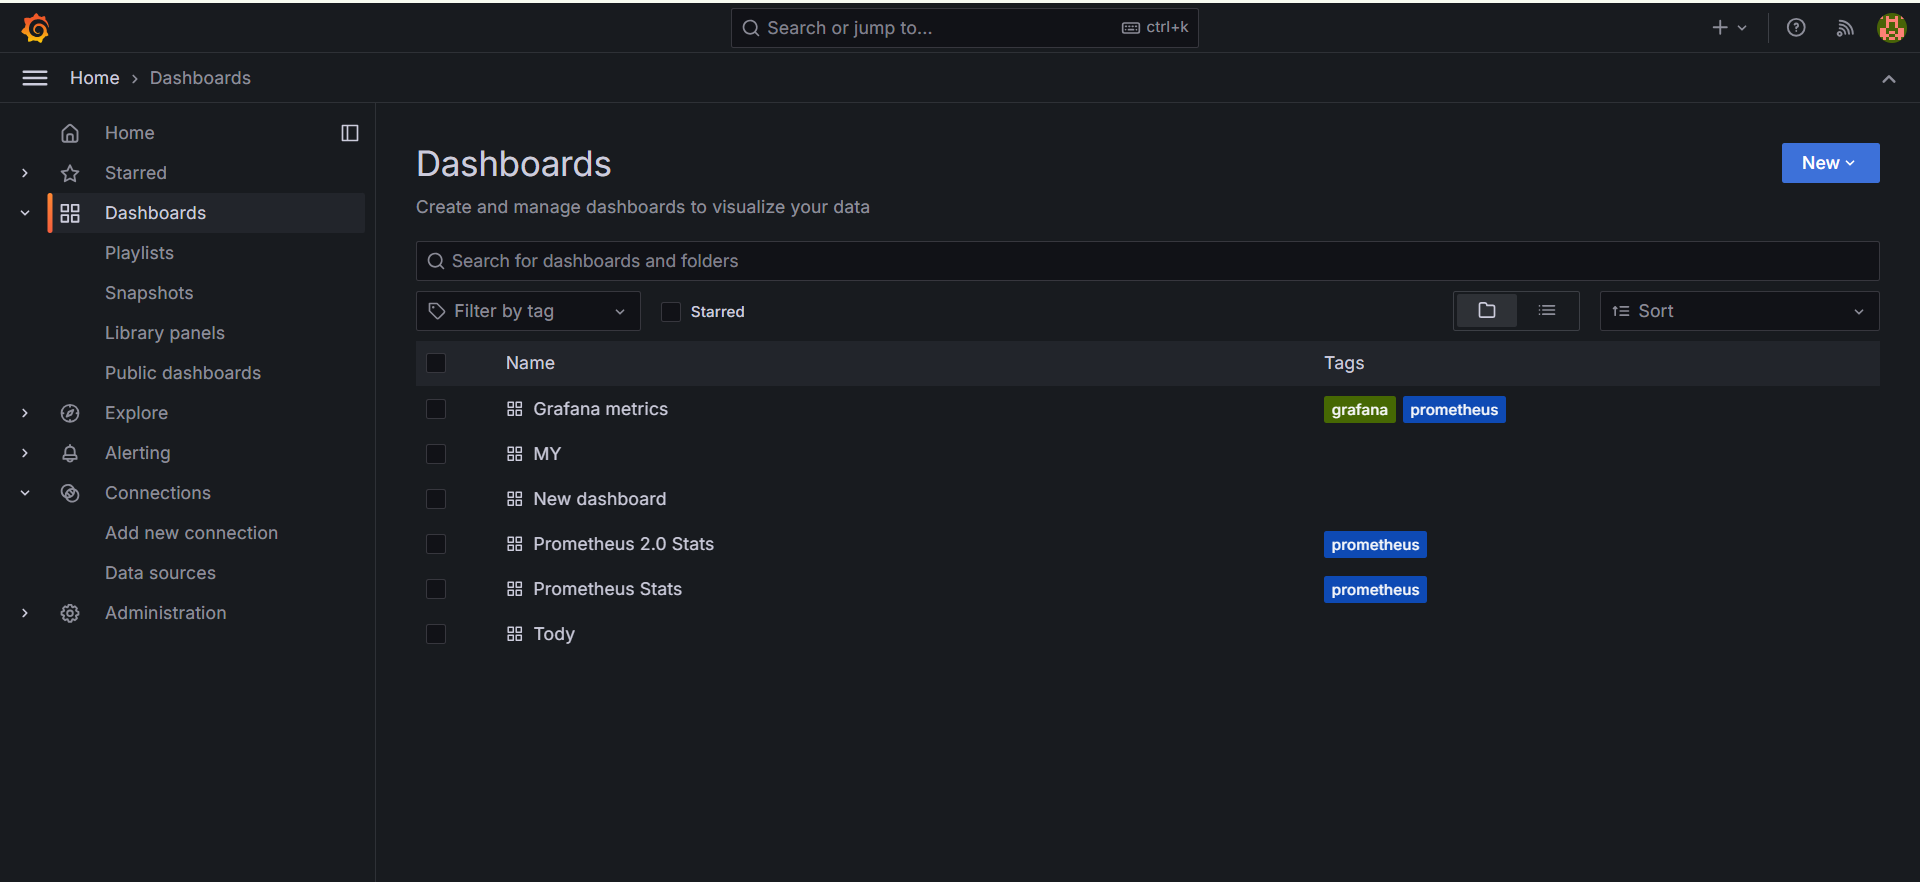 Search or jump to... ctrl+k
Home › Dashboards
Home
Starred
Dashboards
Playlists
Snapshots
Library panels
Public dashboards
Explore
Alerting
Connections
Add new connection
Data sources
Administration
Dashboards
New
Create and manage dashboards to visualize your data
Search for dashboards and folders
Filter by tag Starred Sort
Name Tags
Grafana metrics grafana prometheus
MY
New dashboard
Prometheus 2.0 Stats prometheus
Prometheus Stats prometheus
Tody